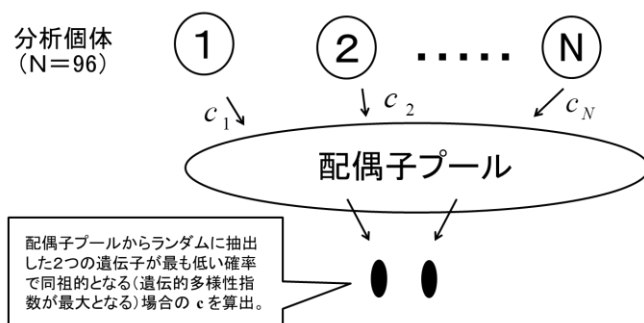 分析個体
(N=96)
1 2 ..... N
c1 c2 cN
配偶子プール
配偶子プールからランダムに抽出
した2つの遺伝子が最も低い確率
で同祖的となる(遺伝的多様性指
数が最大となる)場合の c を算出。